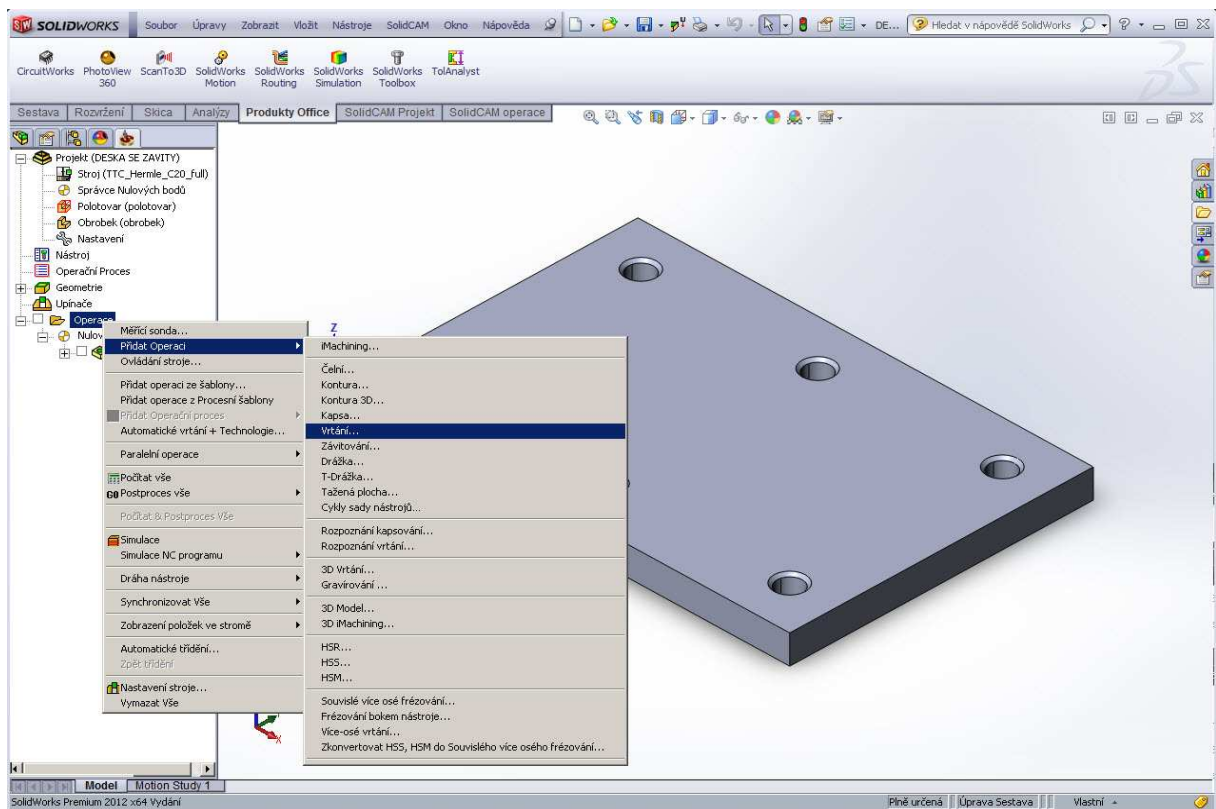 SOLIDWORKS Soubor Úpravy Zobrazit Vložit Nástroje SolidCAM Okno Nápověda DE... Hledat v nápovědě SolidWorks
CircuitWorks PhotoView 360 ScanTo3D SolidWorks Motion SolidWorks Routing SolidWorks Simulation SolidWorks Toolbox TolAnalyst
Sestava Rozvržení Skica Analýzy Produkty Office SolidCAM Projekt SolidCAM operace
Projekt (DESKA SE ZAVITY)
Stroj (TTC_Hermle_C20_full)
Správce Nulových bodů
Polotovar (polotovar)
Obrobek (obrobek)
Nastavení
Nástroj
Operační Proces
Geometrie
Upínače
Operace
Nulov
Měřící sonda...
Přidat Operaci
Ovládání stroje...
Přidat operaci ze šablony...
Přidat operace z Procesní šablony
Přidat Operační proces
Automatické vrtání + Technologie...
Paralelní operace
Počítat vše
Postproces vše
Počítat & Postproces Vše
Simulace
Simulace NC programu
Dráha nástroje
Synchronizovat Vše
Zobrazení položek ve stromě
Automatické třídění...
Zpět třídění
Nastavení stroje...
Vymazat Vše
iMachining...
Čelní...
Kontura...
Kontura 3D...
Kapsa...
Vrtání...
Závitování...
Drážka...
T-Drážka...
Tažená plocha...
Cykly sady nástrojů...
Rozpoznání kapsování...
Rozpoznání vrtání...
3D Vrtání...
Gravírování ...
3D Model...
3D iMachining...
HSR...
HSS...
HSM...
Souvislé více osé frézování...
Frézování bokem nástroje...
Více-osé vrtání...
Zkonvertovat HSS, HSM do Souvislého více osého frézování...
Z
X
Model Motion Study 1
SolidWorks Premium 2012 x64 Vydání Plně určená Úprava Sestava Vlastní